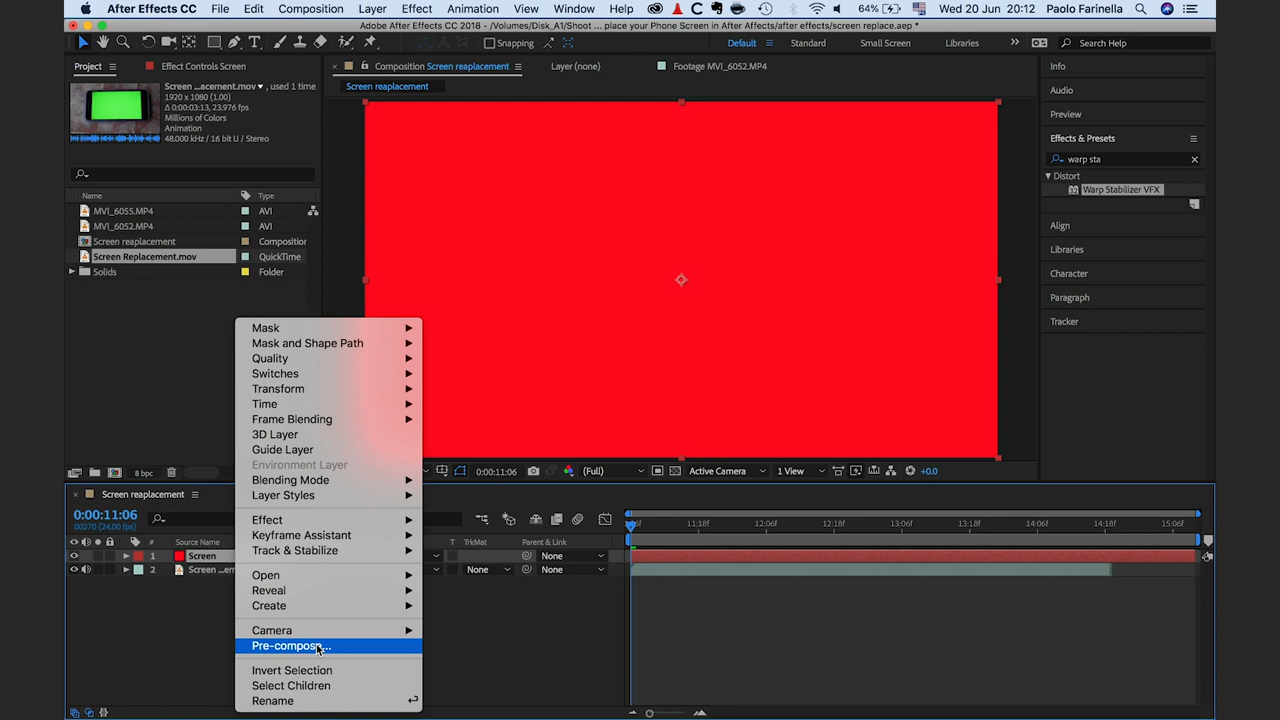 After Effects CC File Edit Composition Layer Effect Animation View Window Help 64% Wed 20 Jun 20:12 Paolo Farinella
Adobe After Effects CC 2018 - /Volumes/Disk_A1/Shoot ... place your Phone Screen in After Affects/after effects/screen replace.aep *
Snapping Default Standard Small Screen Libraries Search Help
Project Effect Controls Screen Composition Screen reaplacement Layer (none) Footage MVI_6052.MP4
Screen reaplacement
Screen ...acement.mov , used 1 time
1920 x 1080 (1.00)
Δ 0:00:03:13, 23.976 fps
Millions of Colors
Animation
48.000 kHz / 16 bit U / Stereo
Name Type
MVI_6055.MP4 AVI
MVI_6052.MP4 AVI
Screen reaplacement Compositior
Screen Replacement.mov QuickTime
Solids Folder
Info
Audio
Preview
Effects & Presets
warp sta
Distort
32 Warp Stabilizer VFX
Align
Libraries
Character
Paragraph
Tracker
Mask
Mask and Shape Path
Quality
Switches
Transform
Time
Frame Blending
3D Layer
Guide Layer
Environment Layer
Blending Mode
Layer Styles
Effect
Keyframe Assistant
Track & Stabilize
Open
Reveal
Create
Camera
Pre-compose...
Invert Selection
Select Children
Rename
8 bpc 0:00:11:06 (Full) Active Camera 1 View +0.0
Screen reaplacement
0:00:11:06
00270 (24.00 fps)
11:18f 12:06f 12:18f 13:06f 13:18f 14:06f 14:18f 15:06f
# Source Name T TrkMat Parent & Link
1 Screen None
2 Screen ... None None